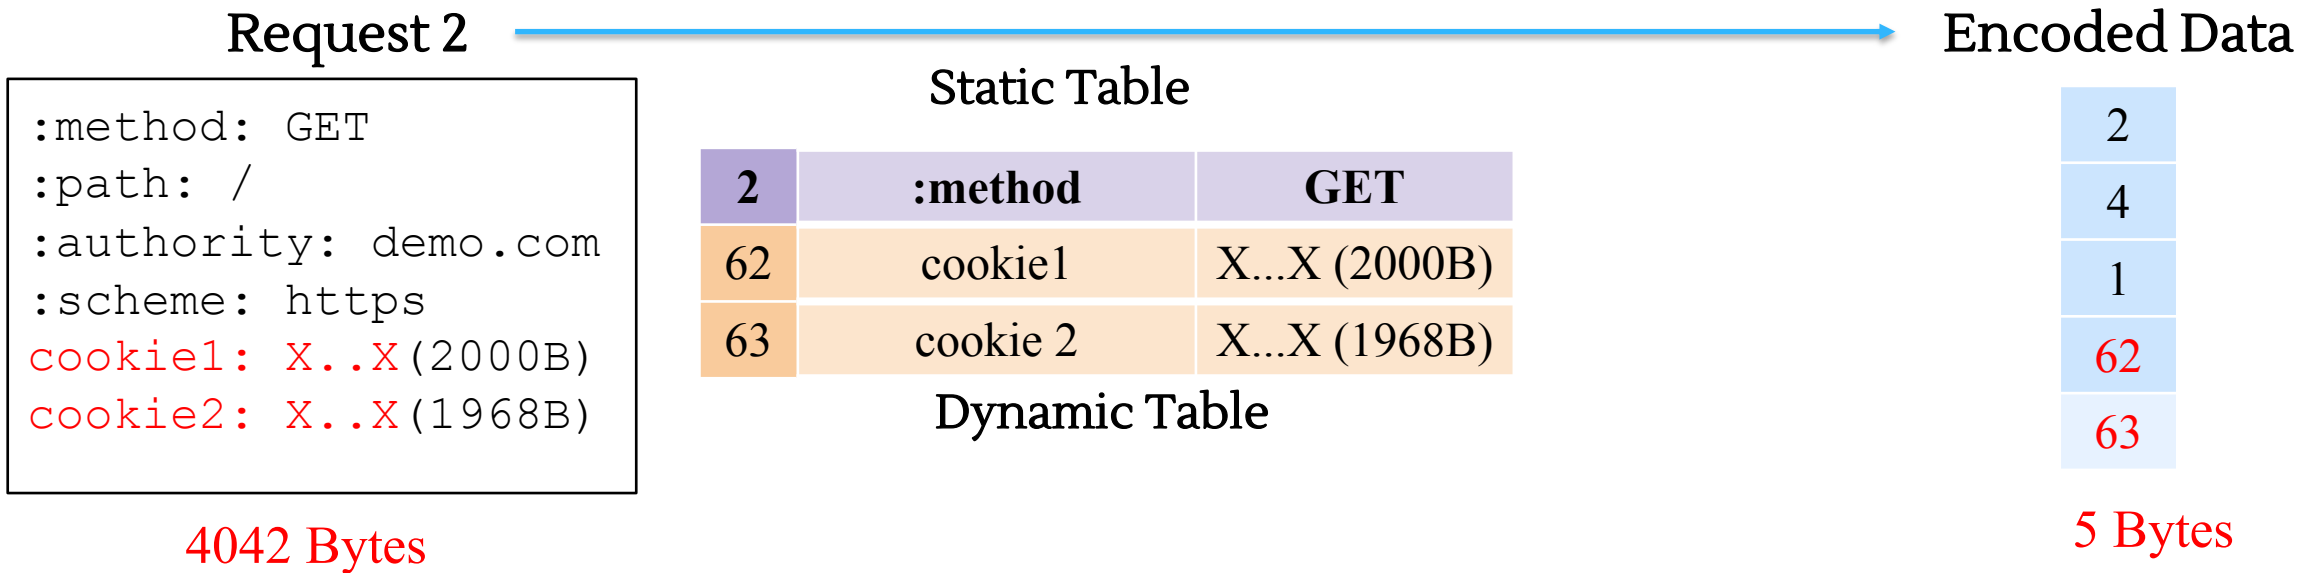 Request 2
Encoded Data
:method: GET
:path: /
:authority: demo.com
:scheme: https
cookie1: X..X(2000B)
cookie2: X..X(1968B)
4042 Bytes
Static Table
2 :method GET
62 cookie1 X...X (2000B)
63 cookie 2 X...X (1968B)
Dynamic Table
2
4
1
62
63
5 Bytes